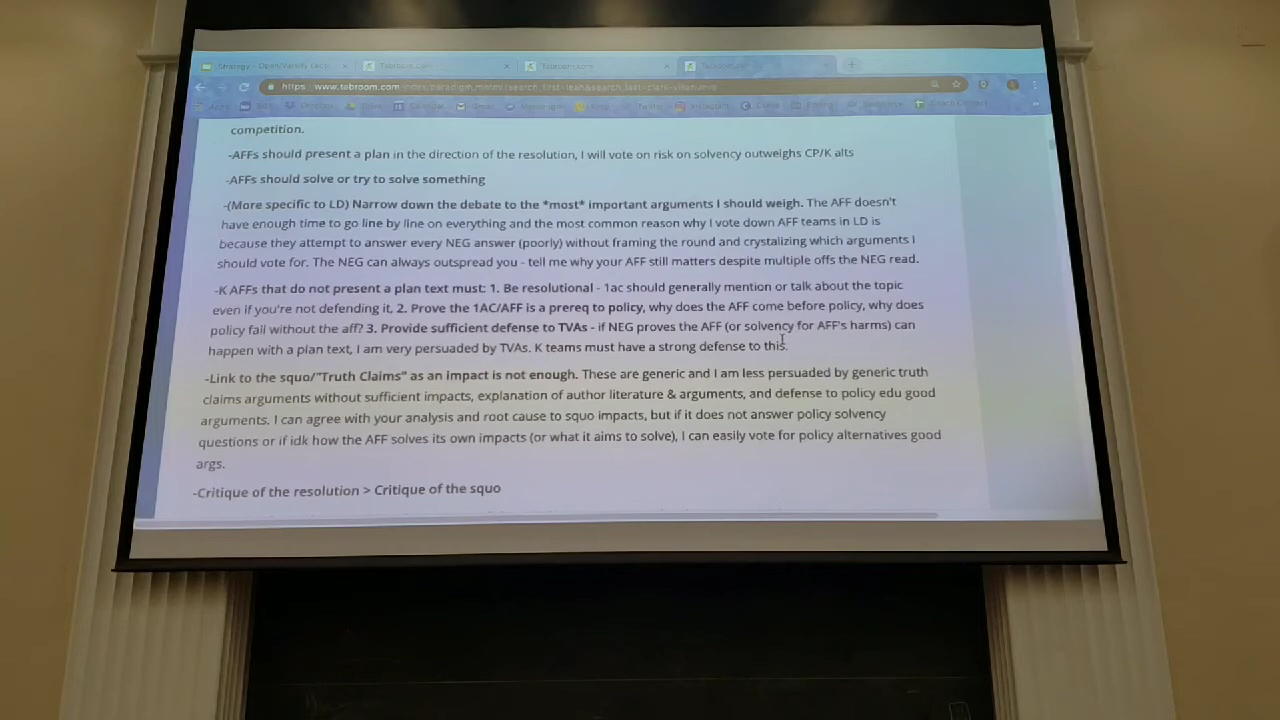 Strategy - Open/Varsity Lect
Tabroom.com
Tabroom.com
https www.tabroom.com/index/paradigm.mhtml
Calendar Gmail Twitter Instagram
competition.
-AFFs should present a plan in the direction of the resolution, I will vote on risk on solvency outweighs CP/K alts
-AFFs should solve or try to solve something
-(More specific to LD) Narrow down the debate to the *most* important arguments I should weigh. The AFF doesn't
have enough time to go line by line on everything and the most common reason why I vote down AFF teams in LD is
because they attempt to answer every NEG answer (poorly) without framing the round and crystalizing which arguments I
should vote for. The NEG can always outspread you - tell me why your AFF still matters despite multiple offs the NEG read.
-K AFFs that do not present a plan text must: 1. Be resolutional - 1ac should generally mention or talk about the topic
even if you're not defending it, 2. Prove the 1AC/AFF is a prereq to policy, why does the AFF come before policy, why does
policy fail without the aff? 3. Provide sufficient defense to TVAs - if NEG proves the AFF (or solvency for AFF's harms) can
happen with a plan text, I am very persuaded by TVAs. K teams must have a strong defense to this.
-Link to the squo/"Truth Claims" as an impact is not enough. These are generic and I am less persuaded by generic truth
claims arguments without sufficient impacts, explanation of author literature & arguments, and defense to policy edu good
arguments. I can agree with your analysis and root cause to squo impacts, but if it does not answer policy solvency
questions or if idk how the AFF solves its own impacts (or what it aims to solve), I can easily vote for policy alternatives good
args.
-Critique of the resolution > Critique of the squo